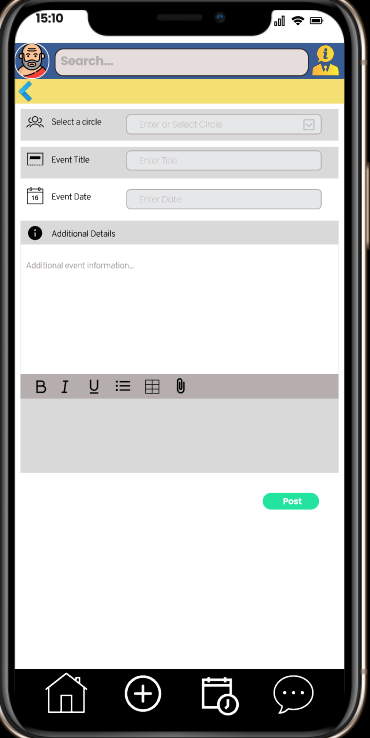 15:10
Search...
Select a circle
Enter or Select Circle
Event Title
Enter Title
16
Event Date
Enter Date
Additional Details
Additional event information...
B I U
Post